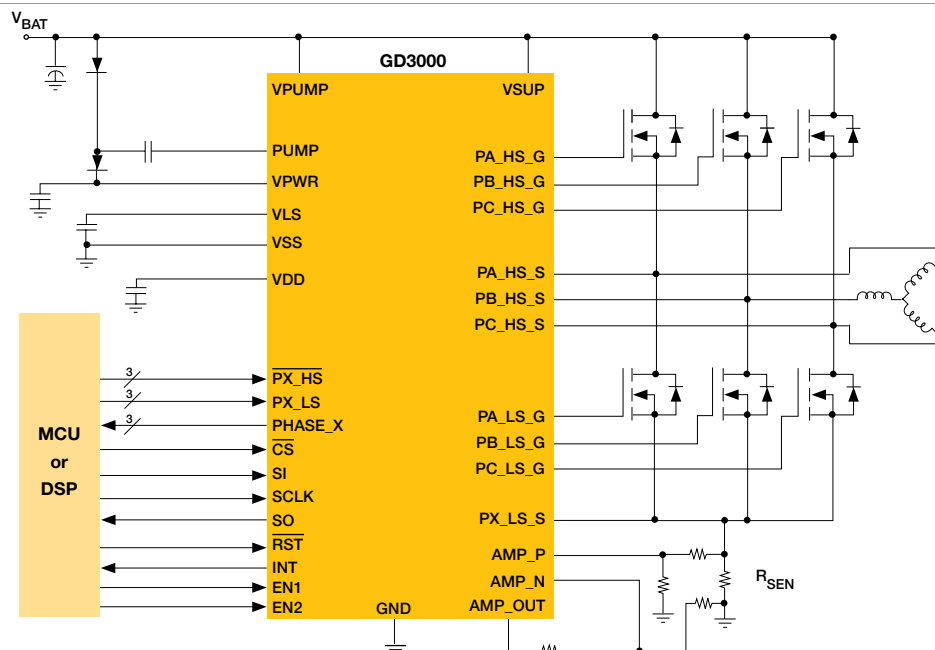 VBAT
GD3000
VPUMP
VSUP
PUMP
VPWR
VLS
VSS
VDD
PA_HS_G
PB_HS_G
PC_HS_G
PA_HS_S
PB_HS_S
PC_HS_S
MCU
or
DSP
3
3
3
PX_HS
PX_LS
PHASE_X
CS
SI
SCLK
SO
RST
INT
EN1
EN2
GND
PA_LS_G
PB_LS_G
PC_LS_G
PX_LS_S
AMP_P
AMP_N
AMP_OUT
RSEN